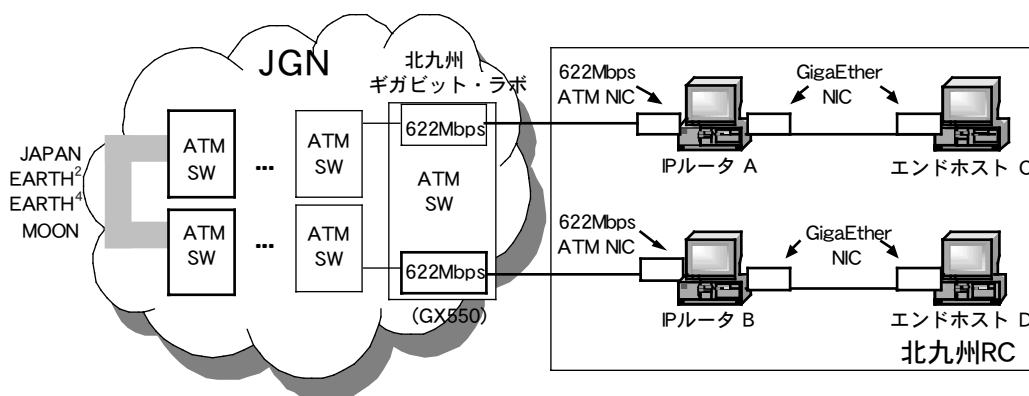 JGN
北九州
ギガビット・ラボ
622Mbps
ATM
SW
...
ATM
SW
ATM
SW
JAPAN
EARTH²
EARTH⁴
MOON
ATM
SW
...
ATM
SW
622Mbps
(GX550)
622Mbps
ATM NIC
GigaEther
NIC
IPルータ A
エンドホスト C
622Mbps
ATM NIC
GigaEther
NIC
IPルータ B
エンドホスト D
北九州RC